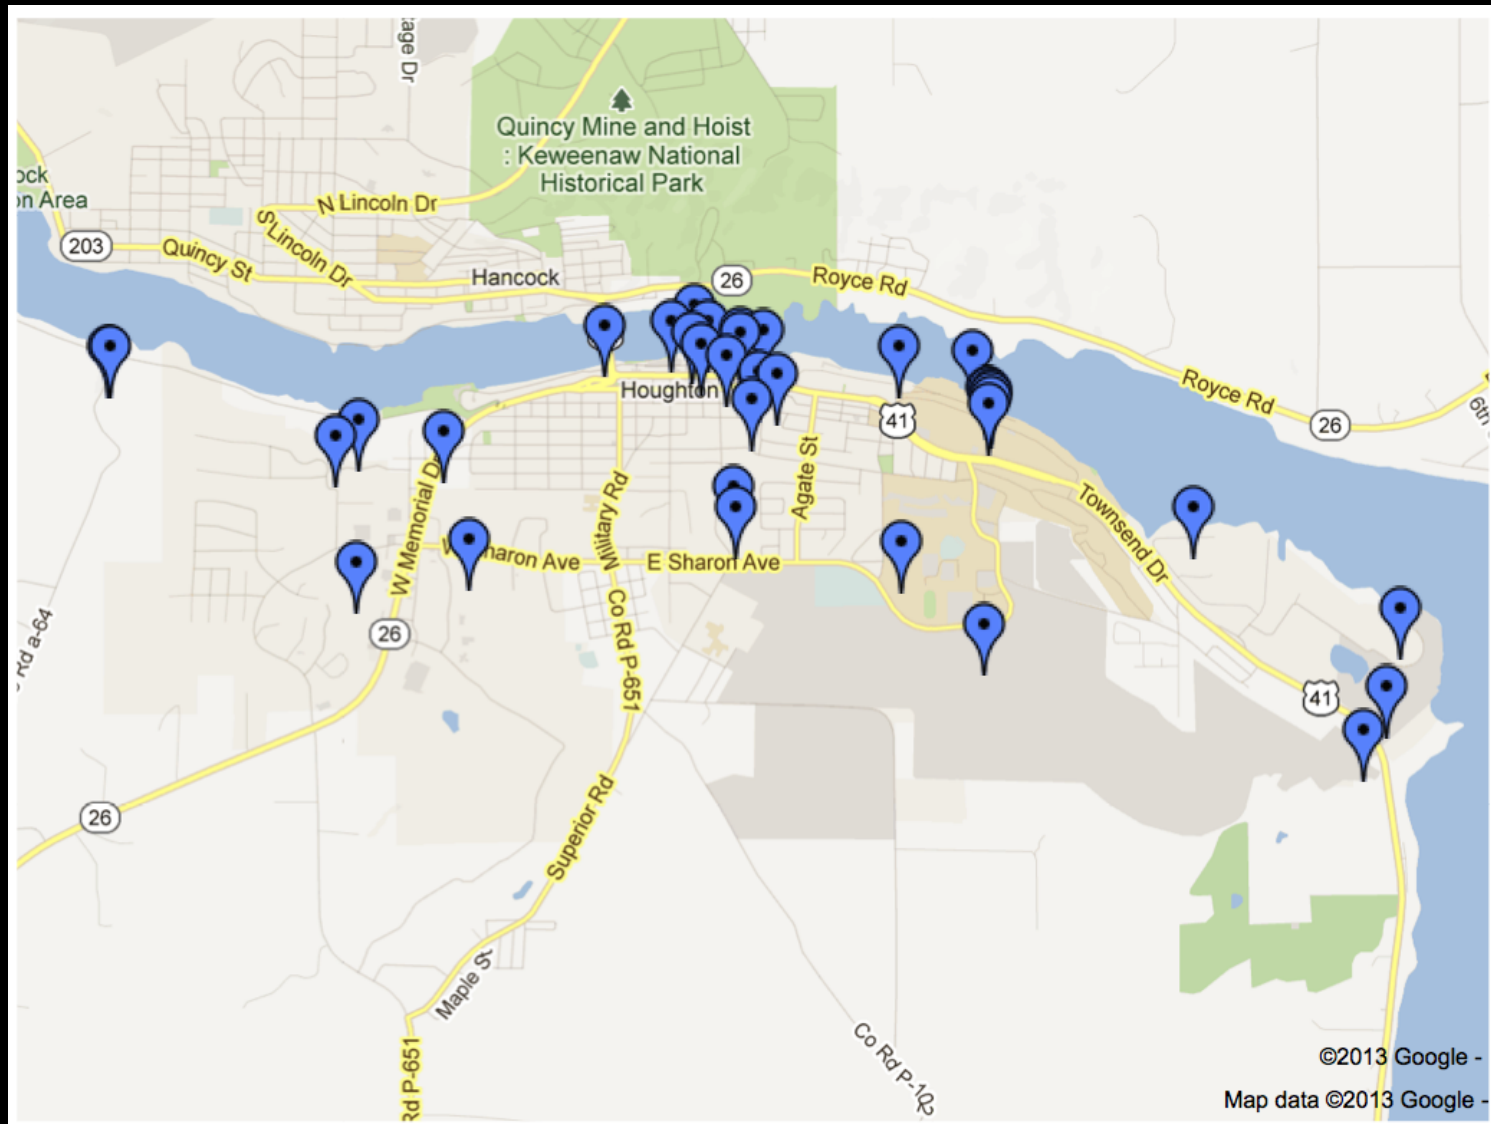 tage Dr
Quincy Mine and Hoist
: Keweenaw National
Historical Park
ock
on Area
N Lincoln Dr
S Lincoln Dr
203
Quincy St
Hancock
26
Royce Rd
Houghton
41
Royce Rd
26
6th
Agate St
Townsend Dr
W Memorial Dr
Military Rd
haron Ave
E Sharon Ave
26
Co Rd P-651
Rd a-64
41
26
Superior Rd
Maple St
Rd P-651
Co Rd P-102
©2013 Google -
Map data ©2013 Google -